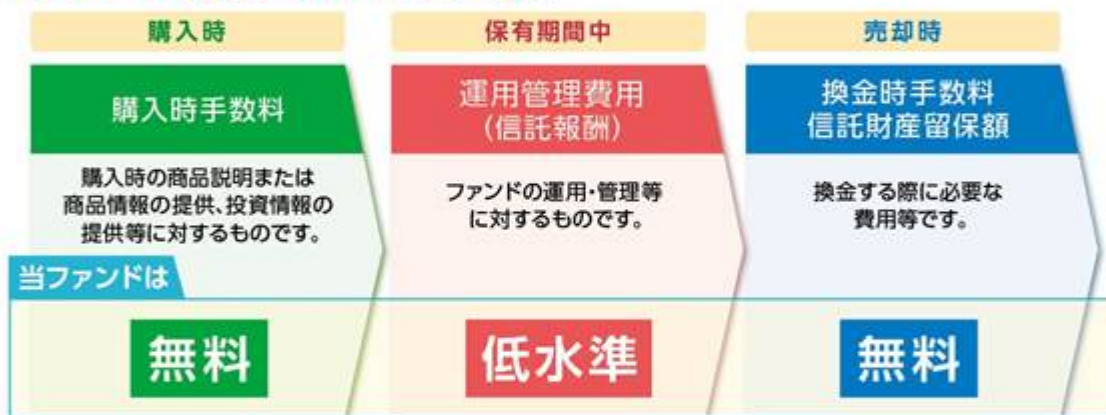 購入時
購入時手数料
購入時の商品説明または
商品情報の提供、投資情報の
提供等に対するものです。
保有期間中
運用管理費用
(信託報酬)
ファンドの運用・管理等
に対するものです。
売却時
換金時手数料
信託財産留保額
換金する際に必要な
費用等です。
当ファンドは
無料
低水準
無料